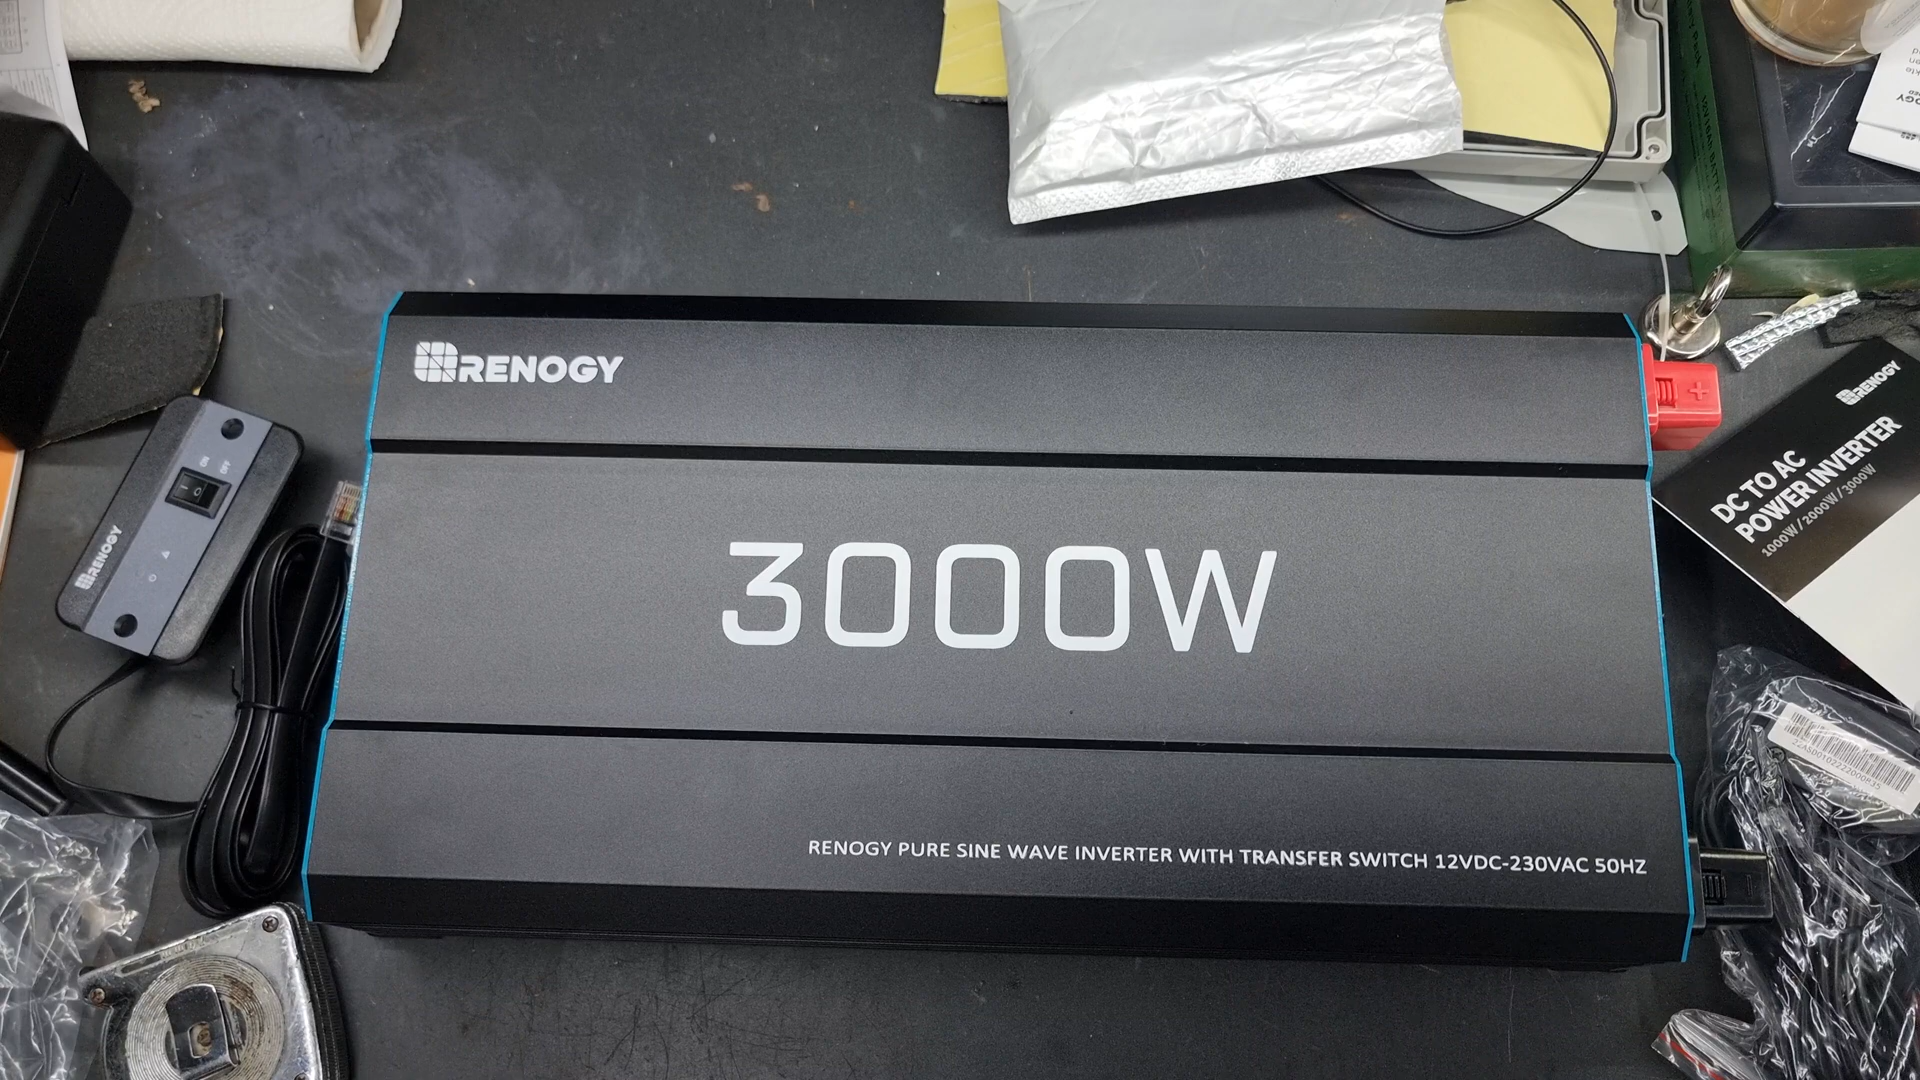 RENOGY
3000W
RENOGY PURE SINE WAVE INVERTER WITH TRANSFER SWITCH 12VDC-230VAC 50HZ
ON
OFF
RENOGY
RENOGY
DC TO AC
POWER INVERTER
1000W/2000W/3000W